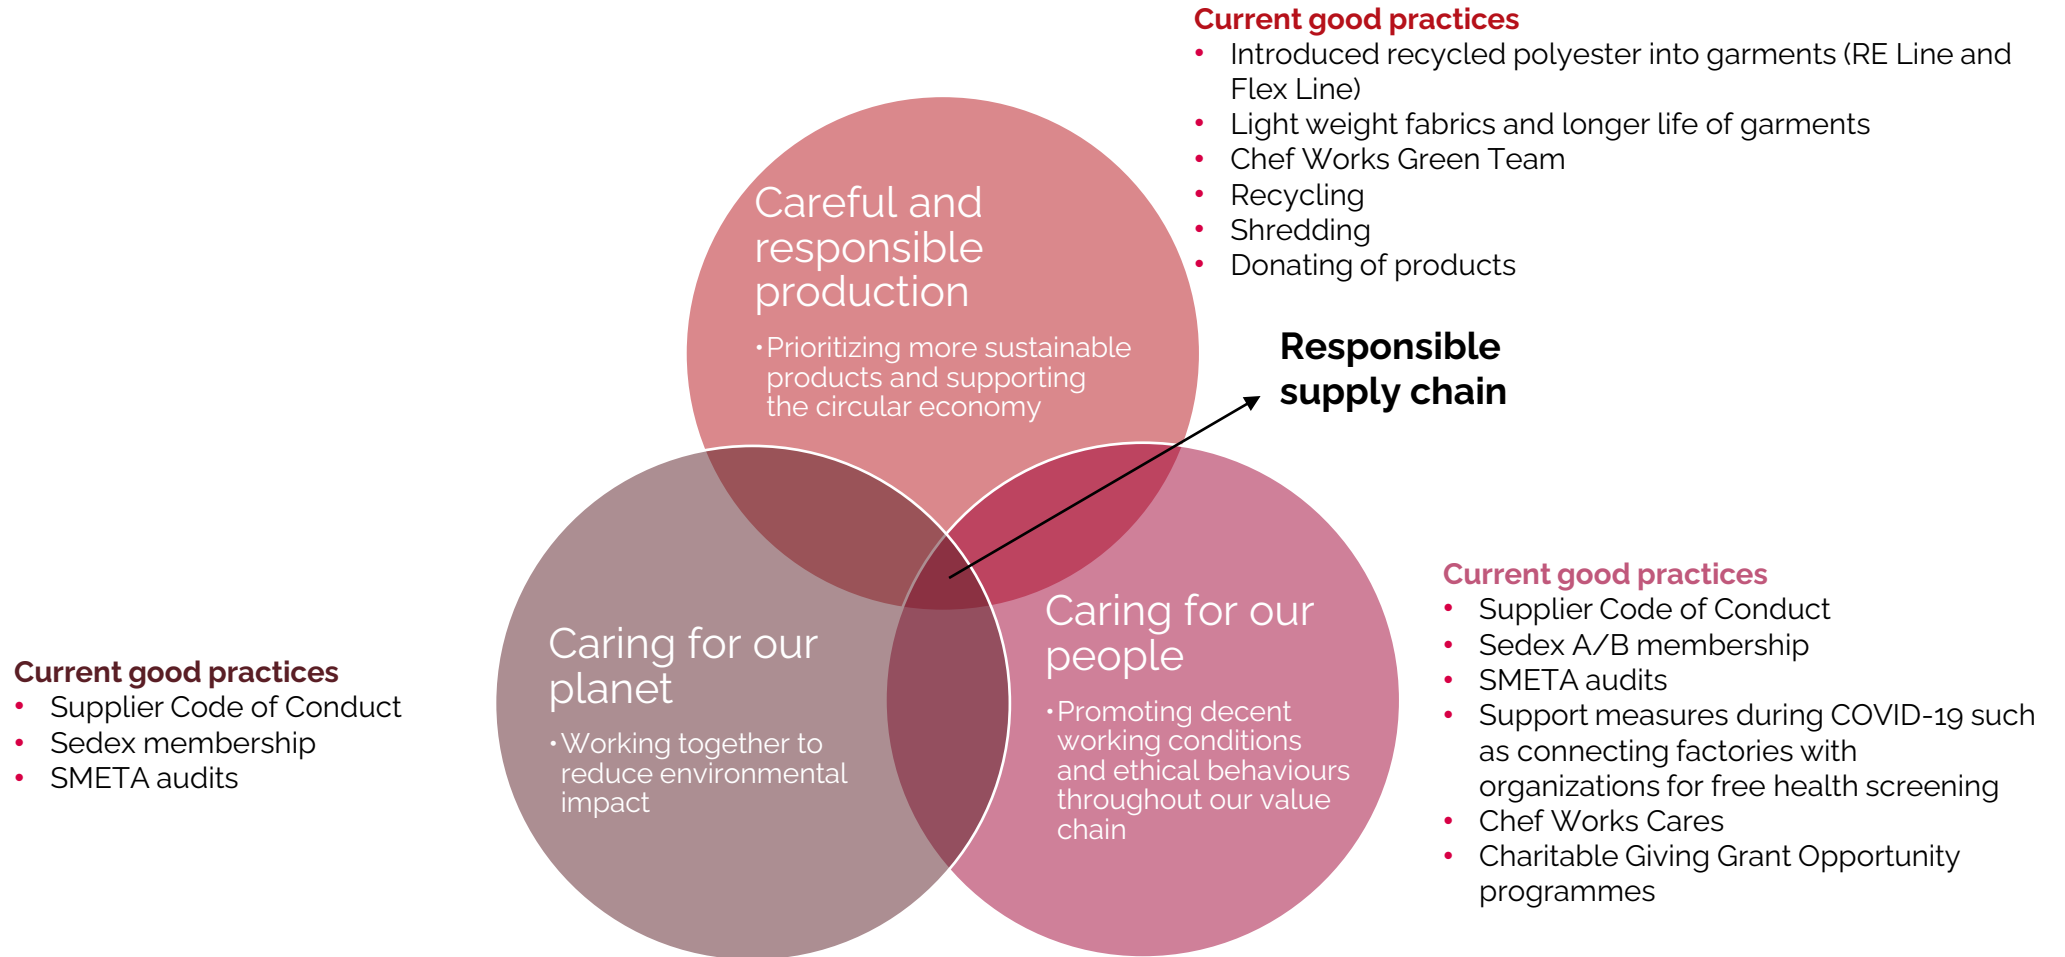 Current good practices
• Introduced recycled polyester into garments (RE Line and
Flex Line)
• Light weight fabrics and longer life of garments
• Chef Works Green Team
• Recycling
• Shredding
• Donating of products
Careful and
responsible
production
• Prioritizing more sustainable
products and supporting
the circular economy
Responsible
supply chain
Caring for our
planet
• Working together to
reduce environmental
impact
Current good practices
• Supplier Code of Conduct
• Sedex membership
• SMETA audits
Caring for our
people
• Promoting decent
working conditions
and ethical behaviours
throughout our value
chain
Current good practices
• Supplier Code of Conduct
• Sedex A/B membership
• SMETA audits
• Support measures during COVID-19 such
as connecting factories with
organizations for free health screening
• Chef Works Cares
• Charitable Giving Grant Opportunity
programmes